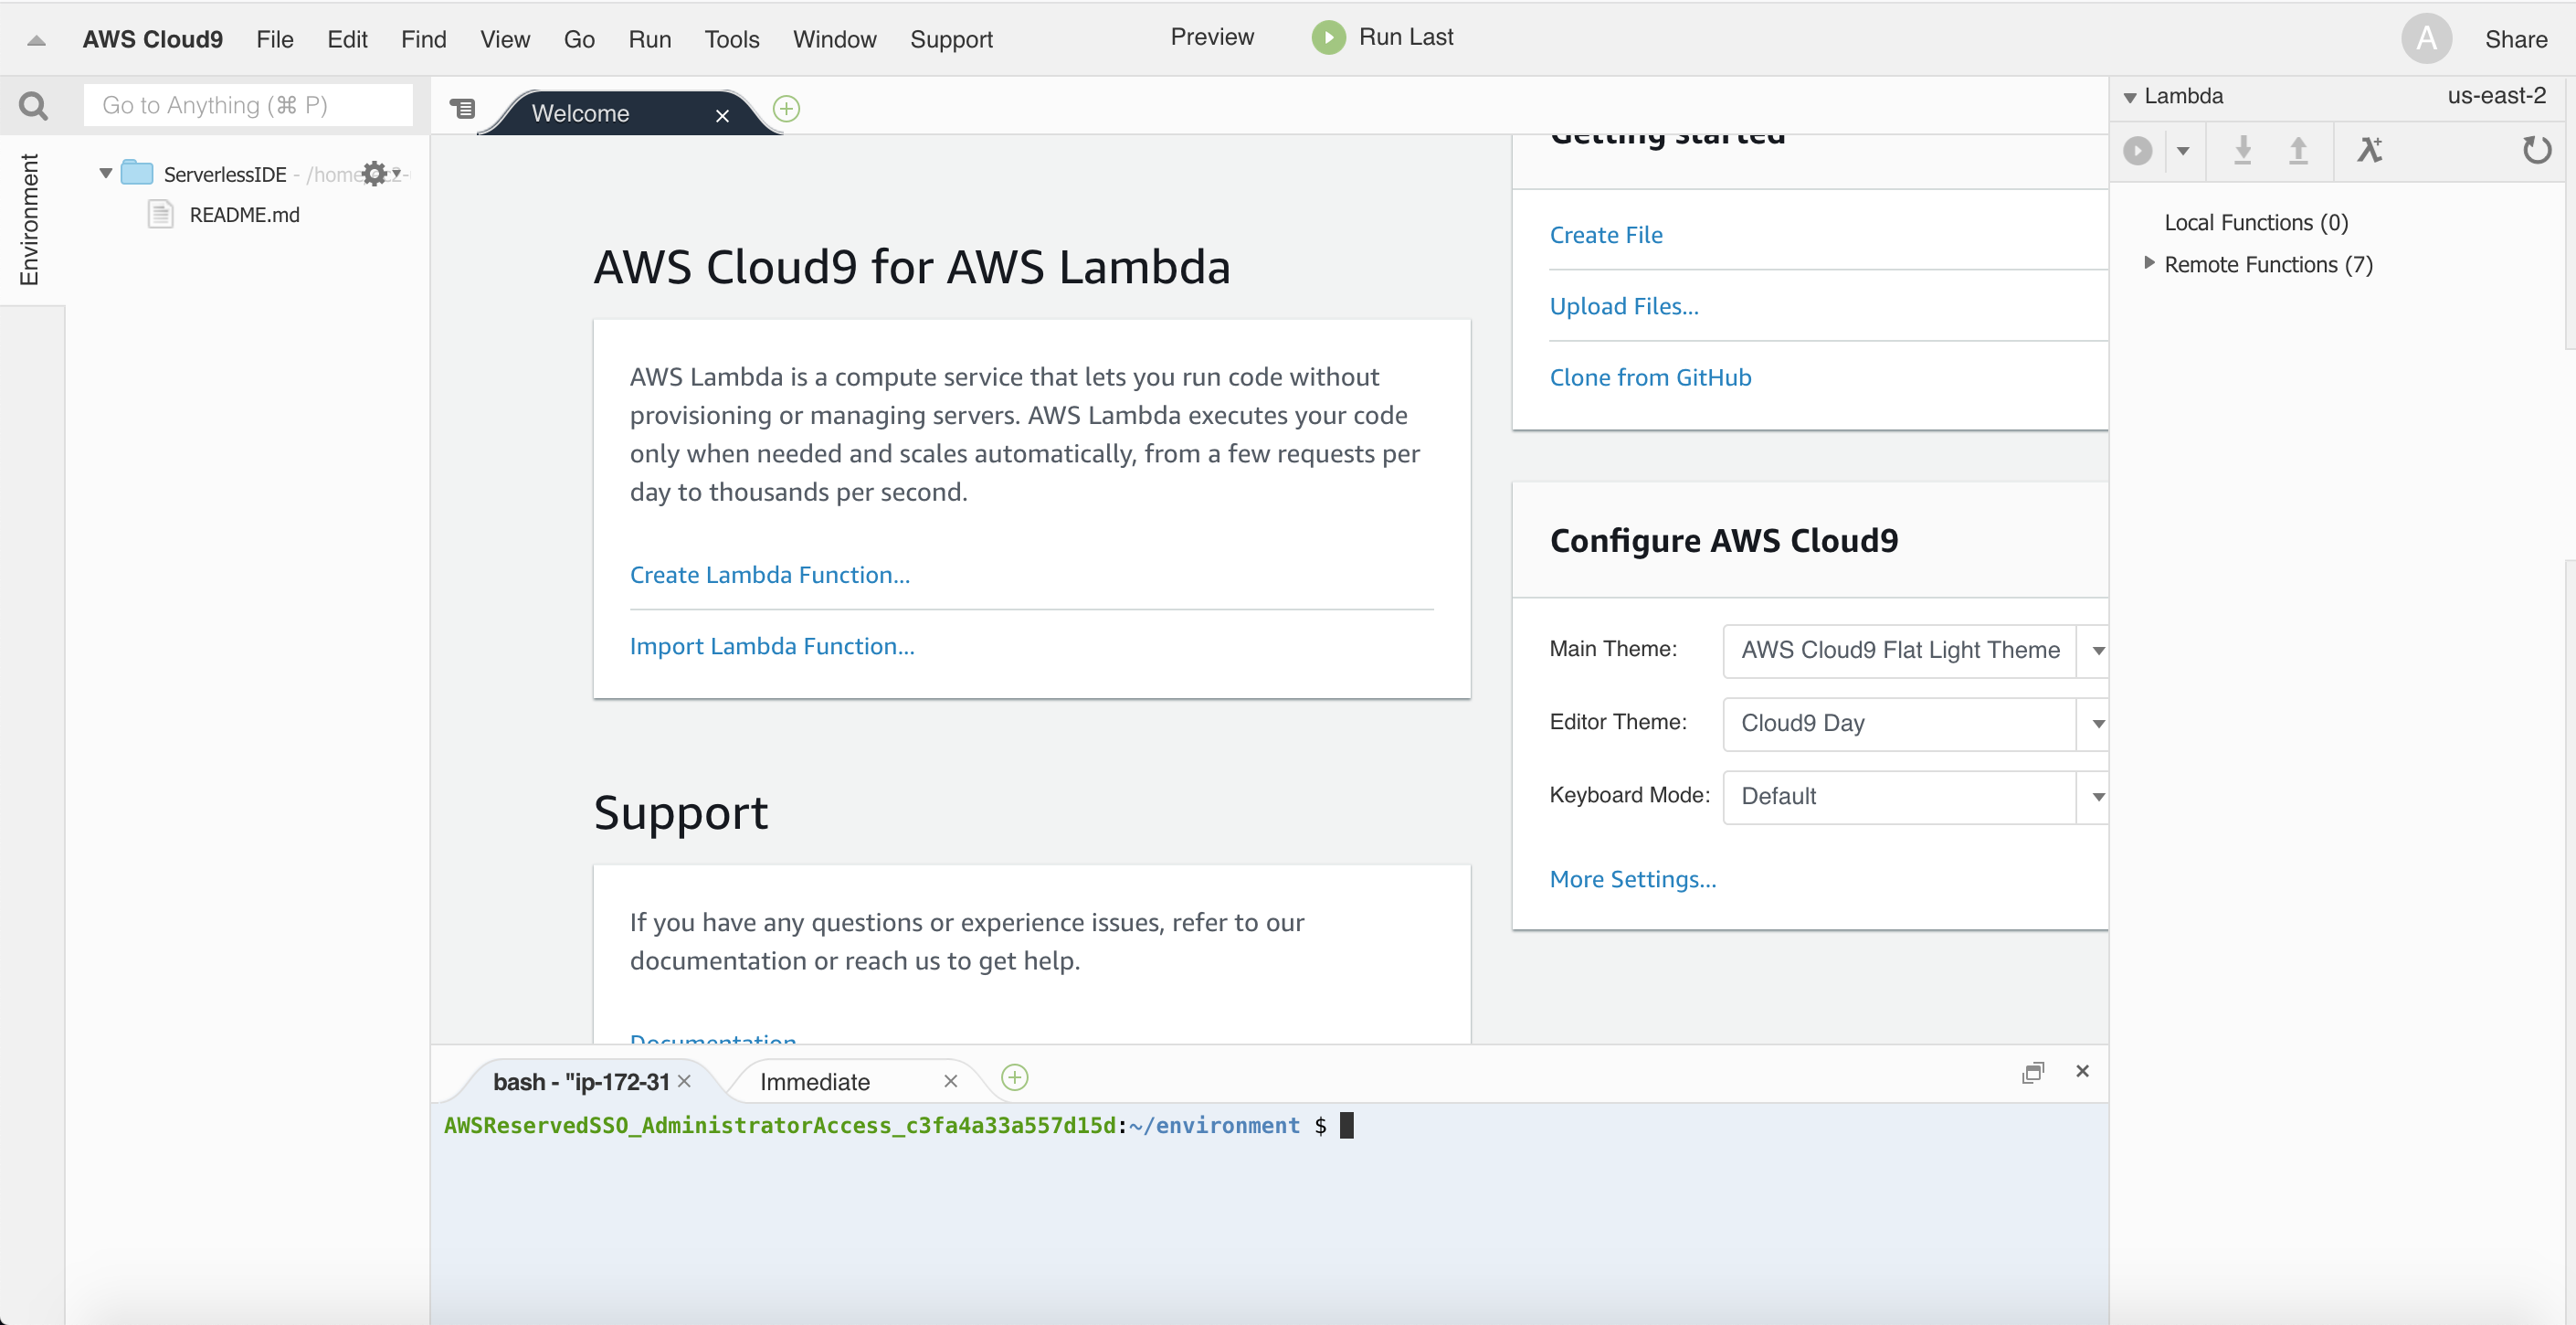 AWS Cloud9 File Edit Find View Go Run Tools Window Support Preview Run Last A Share
Go to Anything (⌘ P)
Environment
ServerlessIDE - /home
README.md
Welcome
Getting started
Create File
Upload Files...
Clone from GitHub
AWS Cloud9 for AWS Lambda
AWS Lambda is a compute service that lets you run code without
provisioning or managing servers. AWS Lambda executes your code
only when needed and scales automatically, from a few requests per
day to thousands per second.
Create Lambda Function...
Import Lambda Function...
Configure AWS Cloud9
Main Theme: AWS Cloud9 Flat Light Theme
Editor Theme: Cloud9 Day
Keyboard Mode: Default
More Settings...
Support
If you have any questions or experience issues, refer to our
documentation or reach us to get help.
Documentation
bash - "ip-172-31 Immediate
AWSReservedSSO_AdministratorAccess_c3fa4a33a557d15d:~/environment $
Lambda us-east-2
Local Functions (0)
Remote Functions (7)